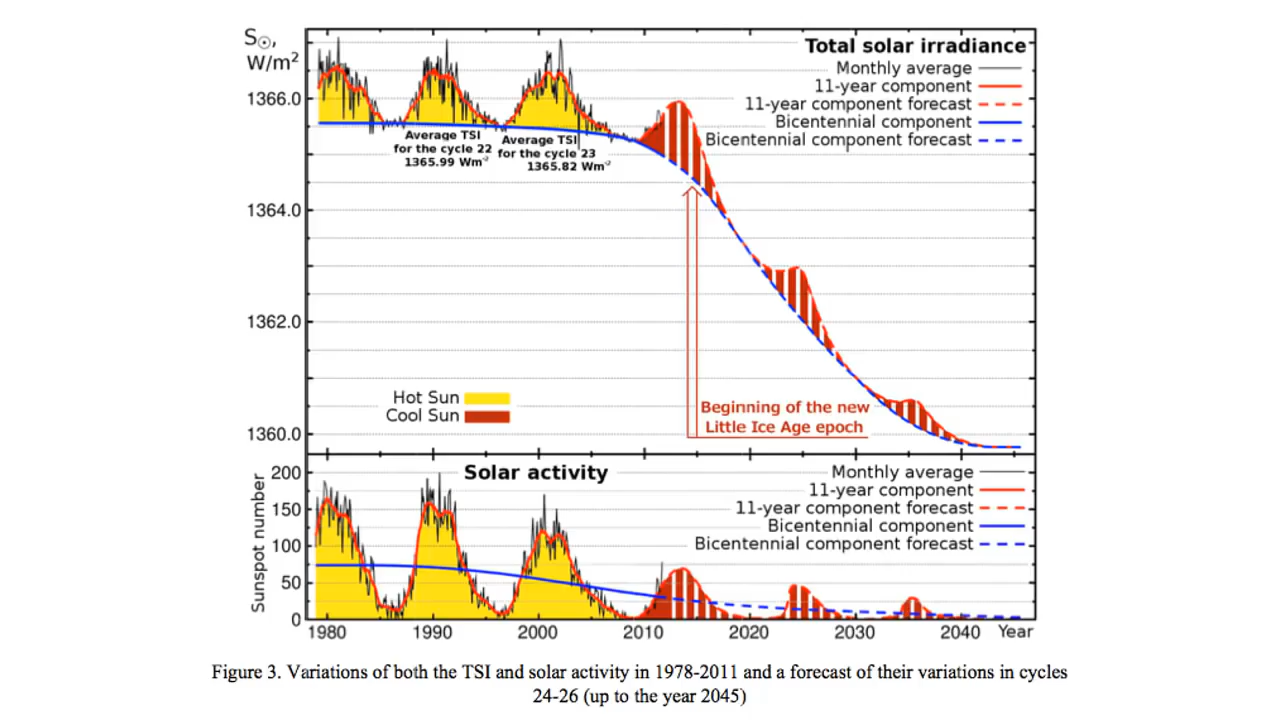 S☉,
W/m²
Total solar irradiance
Monthly average
11-year component
11-year component forecast
Bicentennial component
Bicentennial component forecast
1366.0
1364.0
1362.0
1360.0
Average TSI
for the cycle 22
1365.99 Wm⁻²
Average TSI
for the cycle 23
1365.82 Wm⁻²
Hot Sun
Cool Sun
Beginning of the new
Little Ice Age epoch
Solar activity
Sunspot number
200
150
100
50
0
Monthly average
11-year component
11-year component forecast
Bicentennial component
Bicentennial component forecast
1980 1990 2000 2010 2020 2030 2040 Year
Figure 3. Variations of both the TSI and solar activity in 1978-2011 and a forecast of their variations in cycles
24-26 (up to the year 2045)